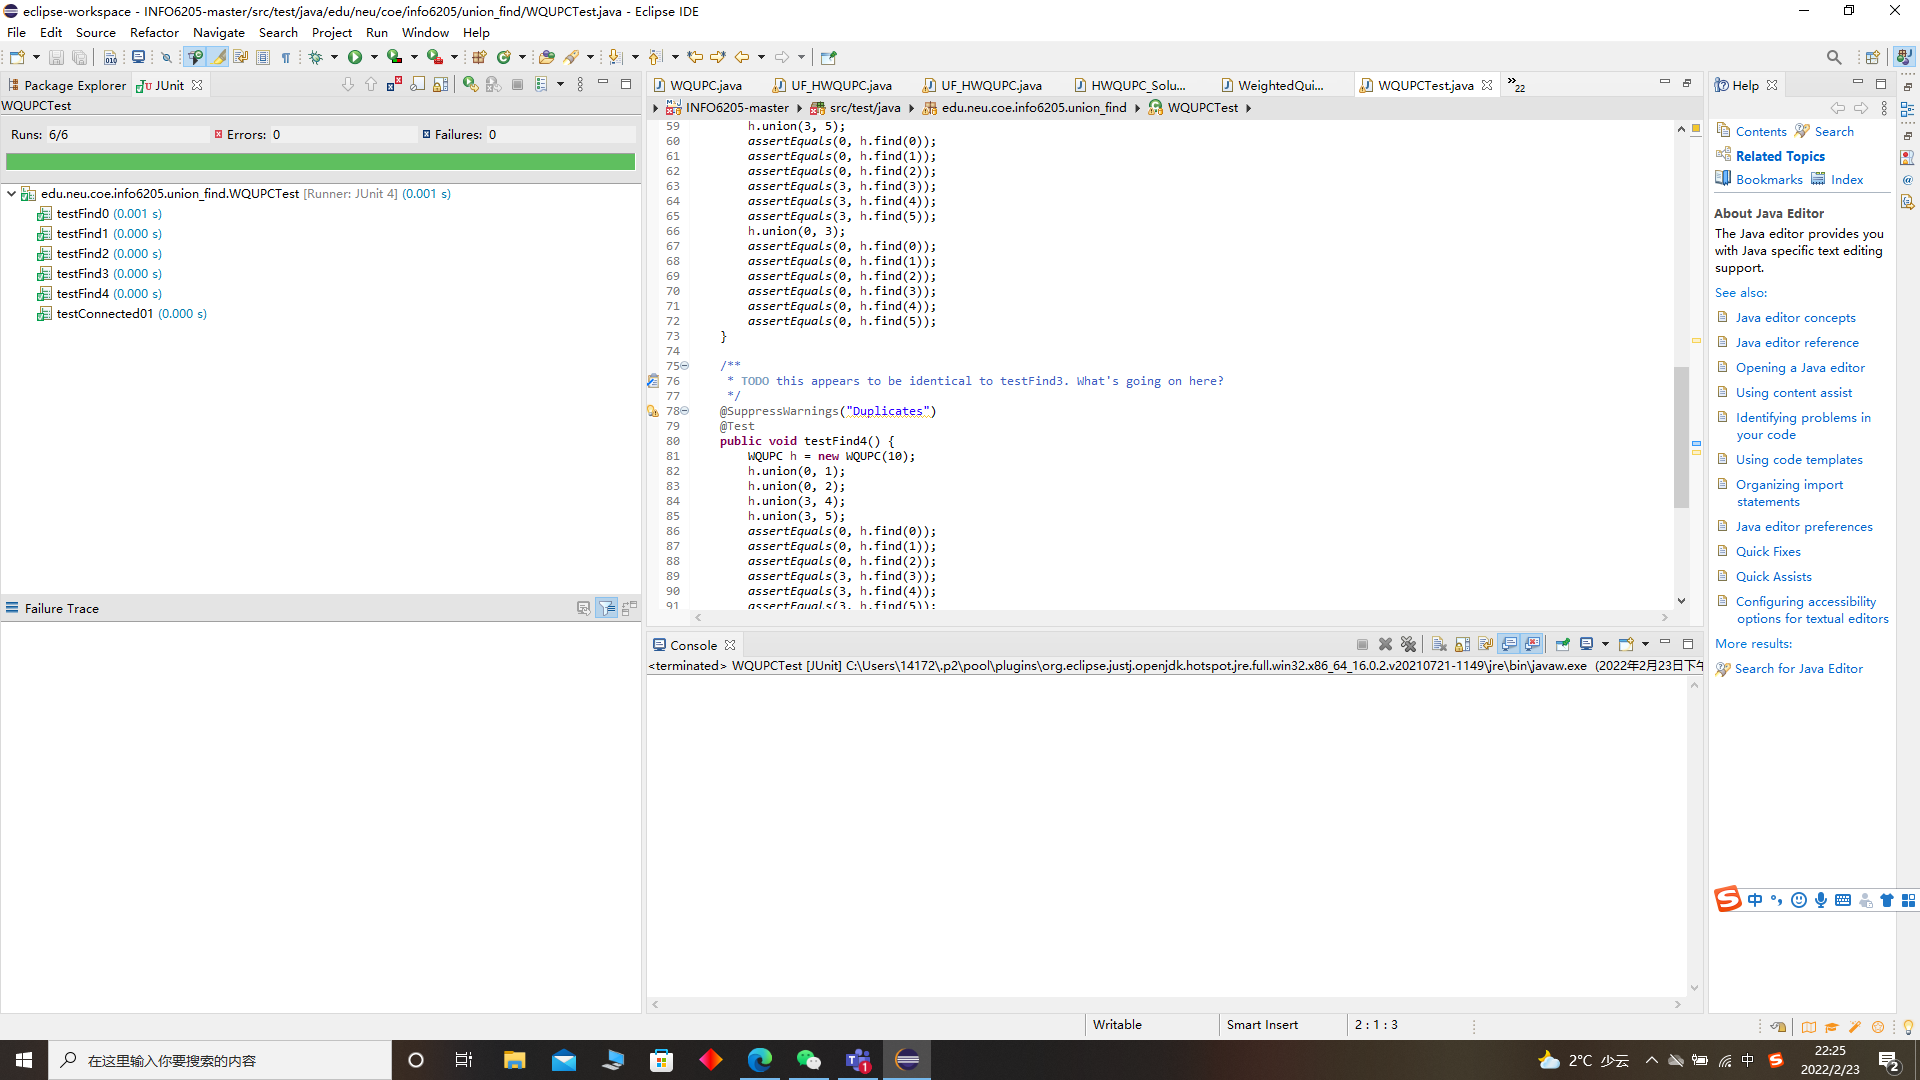 eclipse-workspace - INFO6205-master/src/test/java/edu/neu/coe/info6205/union_find/WQUPCTest.java - Eclipse IDE
File Edit Source Refactor Navigate Search Project Run Window Help
Package Explorer JUnit
WQUPCTest
Runs: 6/6 Errors: 0 Failures: 0
edu.neu.coe.info6205.union_find.WQUPCTest [Runner: JUnit 4] (0.001 s)
testFind0 (0.001 s)
testFind1 (0.000 s)
testFind2 (0.000 s)
testFind3 (0.000 s)
testFind4 (0.000 s)
testConnected01 (0.000 s)
Failure Trace
WQUPC.java UF_HWQUPC.java UF_HWQUPC.java HWQUPC_Solu... WeightedQui... WQUPCTest.java 22
INFO6205-master src/test/java edu.neu.coe.info6205.union_find WQUPCTest
59 h.union(3, 5);
60 assertEquals(0, h.find(0));
61 assertEquals(0, h.find(1));
62 assertEquals(0, h.find(2));
63 assertEquals(3, h.find(3));
64 assertEquals(3, h.find(4));
65 assertEquals(3, h.find(5));
66 h.union(0, 3);
67 assertEquals(0, h.find(0));
68 assertEquals(0, h.find(1));
69 assertEquals(0, h.find(2));
70 assertEquals(0, h.find(3));
71 assertEquals(0, h.find(4));
72 assertEquals(0, h.find(5));
73 }
74
75 /**
76 * TODO this appears to be identical to testFind3. What's going on here?
77 */
78 @SuppressWarnings("Duplicates")
79 @Test
80 public void testFind4() {
81 WQUPC h = new WQUPC(10);
82 h.union(0, 1);
83 h.union(0, 2);
84 h.union(3, 4);
85 h.union(3, 5);
86 assertEquals(0, h.find(0));
87 assertEquals(0, h.find(1));
88 assertEquals(0, h.find(2));
89 assertEquals(3, h.find(3));
90 assertEquals(3, h.find(4));
91 assertEquals(3, h.find(5));
Console
<terminated> WQUPCTest [JUnit] C:\Users\14172\.p2\pool\plugins\org.eclipse.justj.openjdk.hotspot.jre.full.win32.x86_64_16.0.2.v20210721-1149\jre\bin\javaw.exe (2022年2月23日下午
Help
Contents Search
Related Topics
Bookmarks Index
About Java Editor
The Java editor provides you
with Java specific text editing
support.
See also:
Java editor concepts
Java editor reference
Opening a Java editor
Using content assist
Identifying problems in
your code
Using code templates
Organizing import
statements
Java editor preferences
Quick Fixes
Quick Assists
Configuring accessibility
options for textual editors
More results:
Search for Java Editor
中
Writable Smart Insert 2 : 1 : 3
在这里输入你要搜索的内容
1
2°C 少云
中
22:25
2022/2/23
2